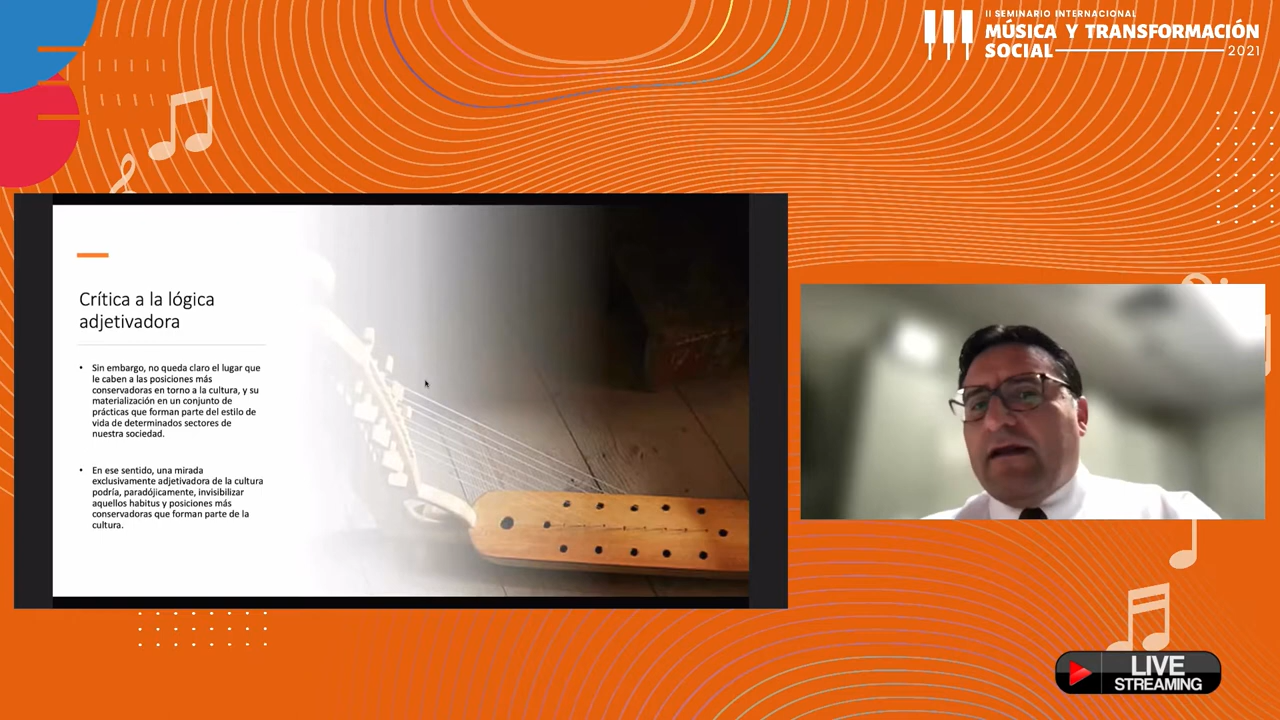 II SEMINARIO INTERNACIONAL
MÚSICA Y TRANSFORMACIÓN
SOCIAL
2021
Crítica a la lógica
adjetivadora
• Sin embargo, no queda claro el lugar que
le caben a las posiciones más
conservadoras en torno a la cultura, y su
materialización en un conjunto de
prácticas que forman parte del estilo de
vida de determinados sectores de
nuestra sociedad.
• En ese sentido, una mirada
exclusivamente adjetivadora de la cultura
podría, paradójicamente, invisibilizar
aquellos habitus y posiciones más
conservadoras que forman parte de la
cultura.
LIVE
STREAMING